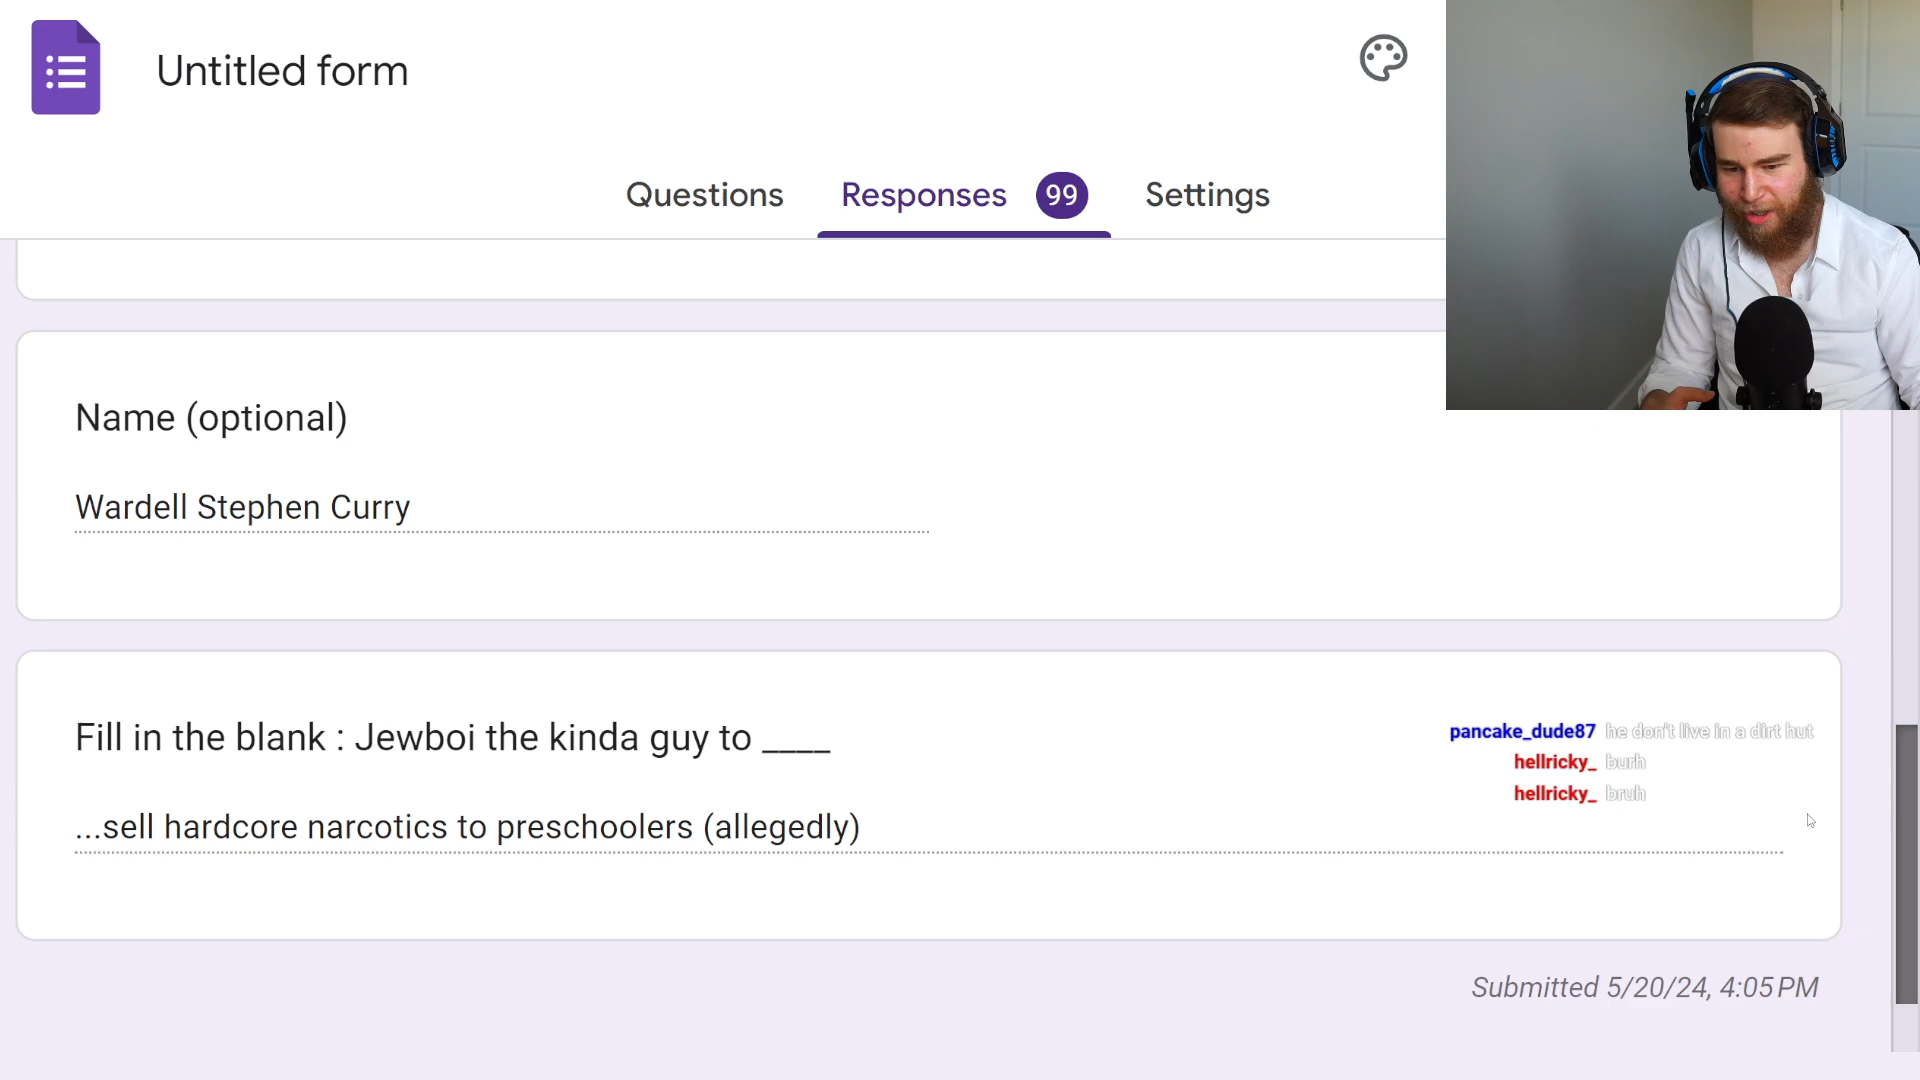 Untitled form
Questions Responses 99 Settings
Name (optional)
Wardell Stephen Curry
Fill in the blank : Jewboi the kinda guy to ____
...sell hardcore narcotics to preschoolers (allegedly)
pancake_dude87 he don't live in a dirt hut
hellricky_ burh
hellricky_ bruh
Submitted 5/20/24, 4:05 PM